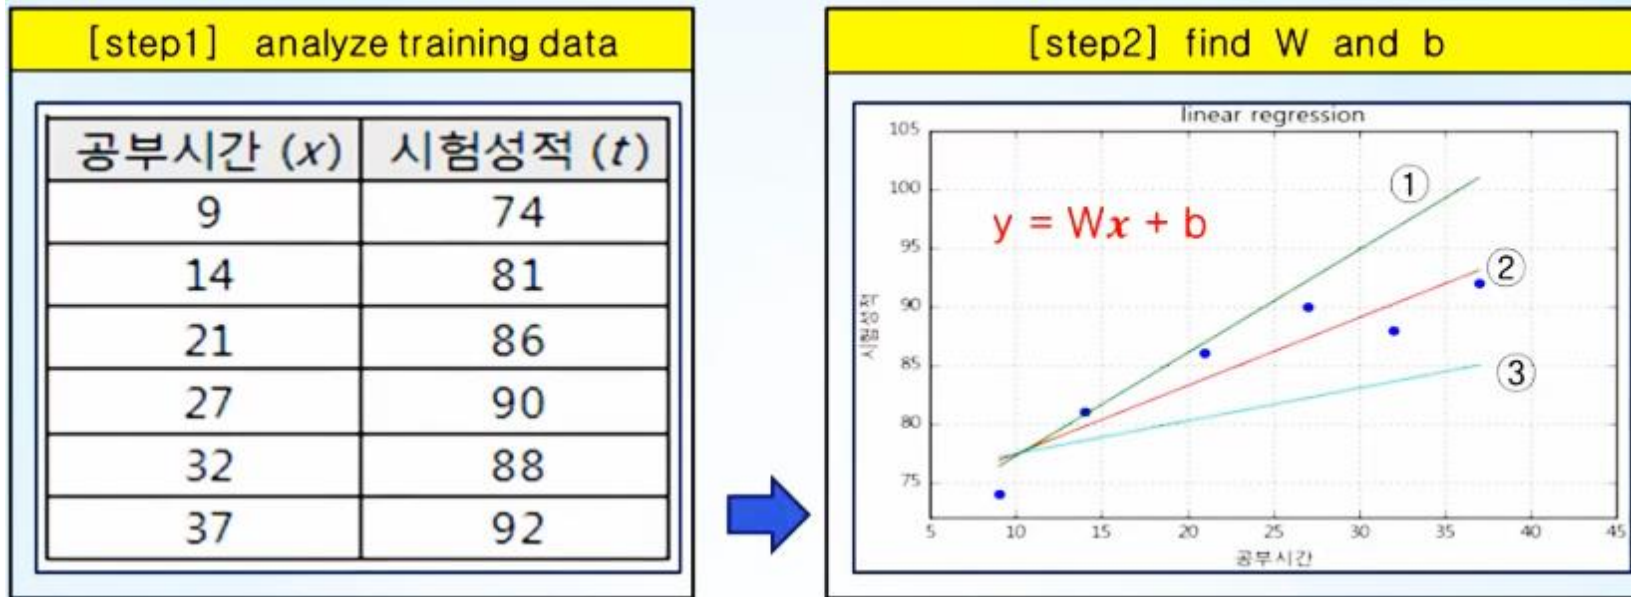 [step1] analyze training data
공부시간 (x) 시험성적 (t)
9 74
14 81
21 86
27 90
32 88
37 92
[step2] find W and b
linear regression
y = Wx + b
①
②
③
105
100
95
90
85
80
75
시험성적
5 10 15 20 25 30 35 40 45
공부시간